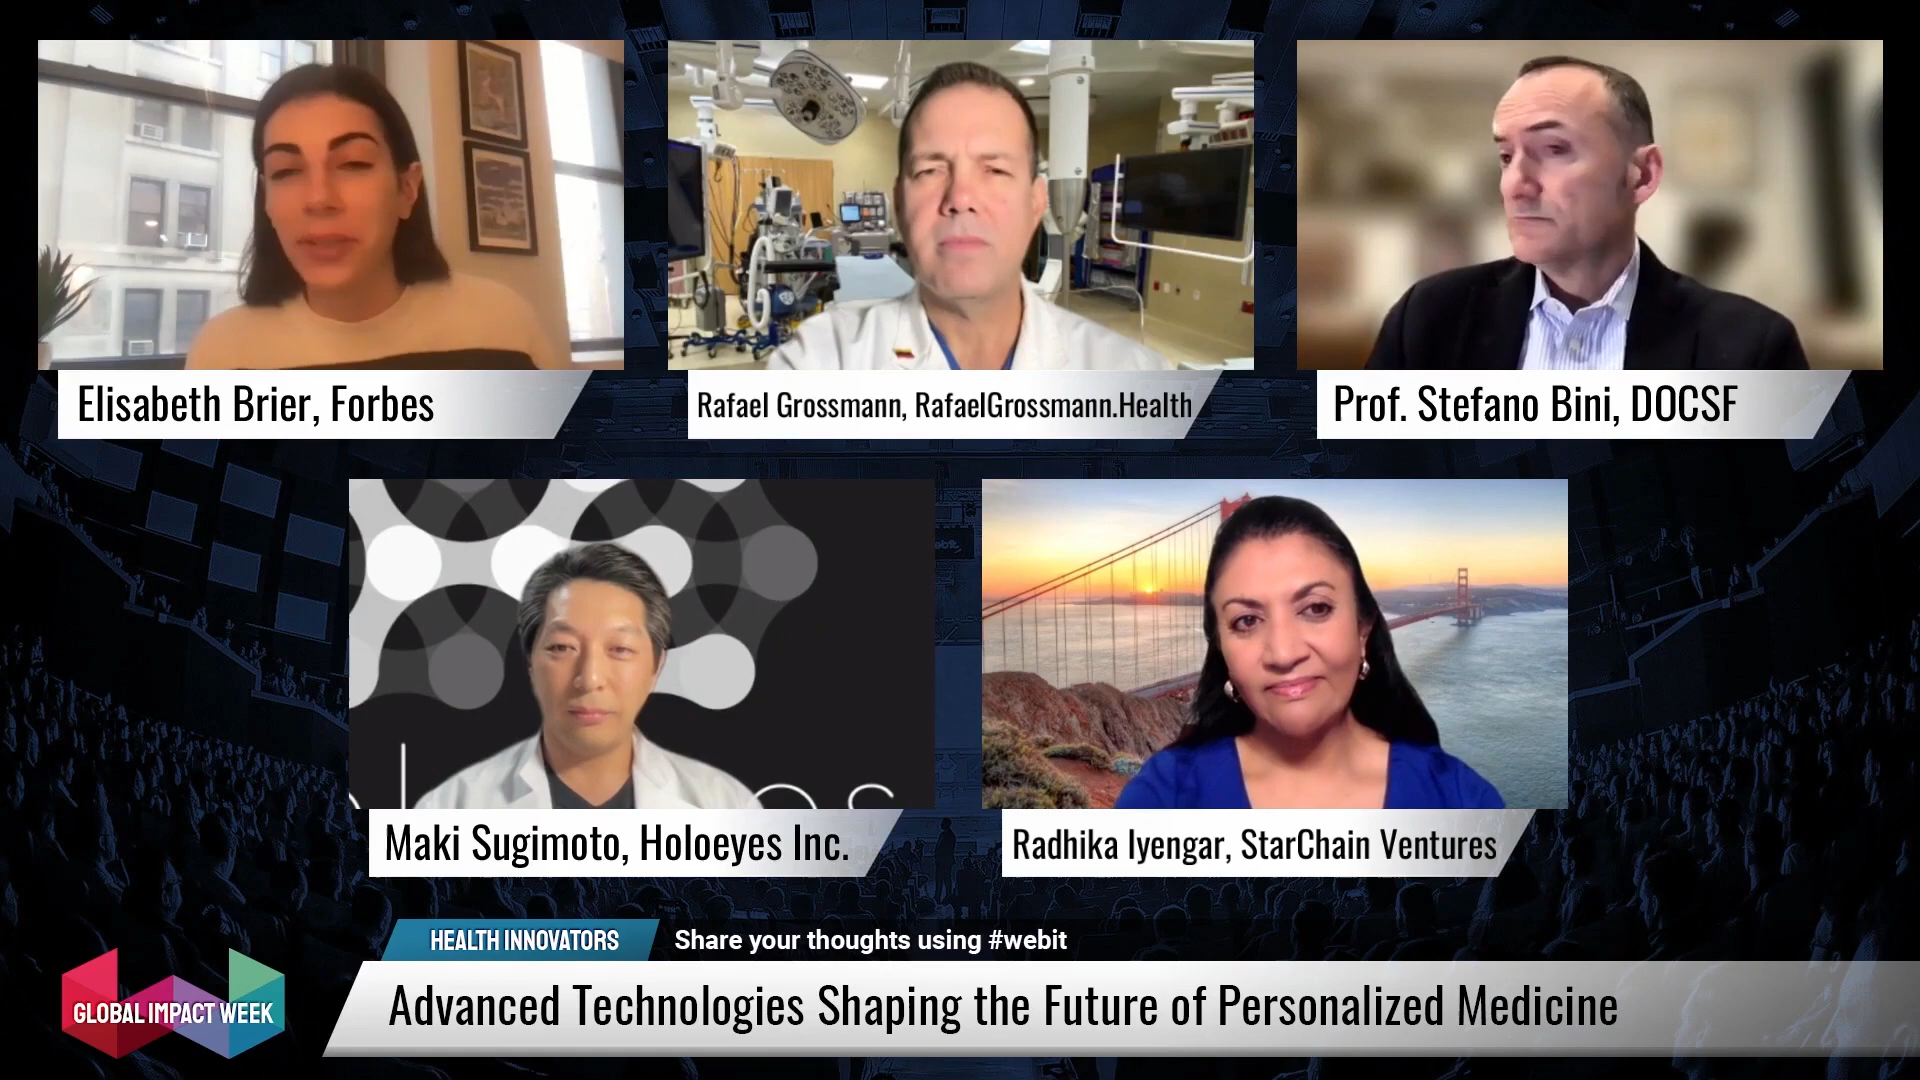 Elisabeth Brier, Forbes
Rafael Grossmann, RafaelGrossmann.Health
Prof. Stefano Bini, DOCSF
Maki Sugimoto, Holoeyes Inc.
Radhika Iyengar, StarChain Ventures
HEALTH INNOVATORS
Share your thoughts using #webit
GLOBAL IMPACT WEEK
Advanced Technologies Shaping the Future of Personalized Medicine